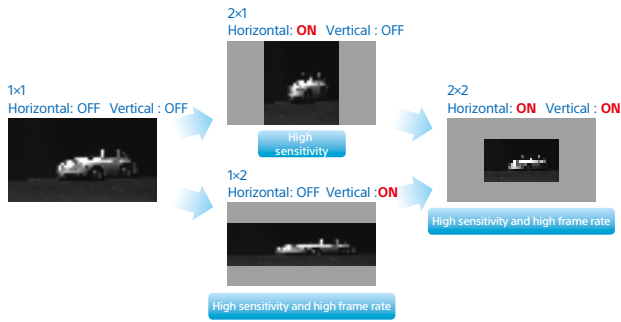 2×1
Horizontal: ON Vertical : OFF
1×1
Horizontal: OFF Vertical : OFF
High
sensitivity
2×2
Horizontal: ON Vertical : ON
1×2
Horizontal: OFF Vertical :ON
High sensitivity and high frame rate
High sensitivity and high frame rate